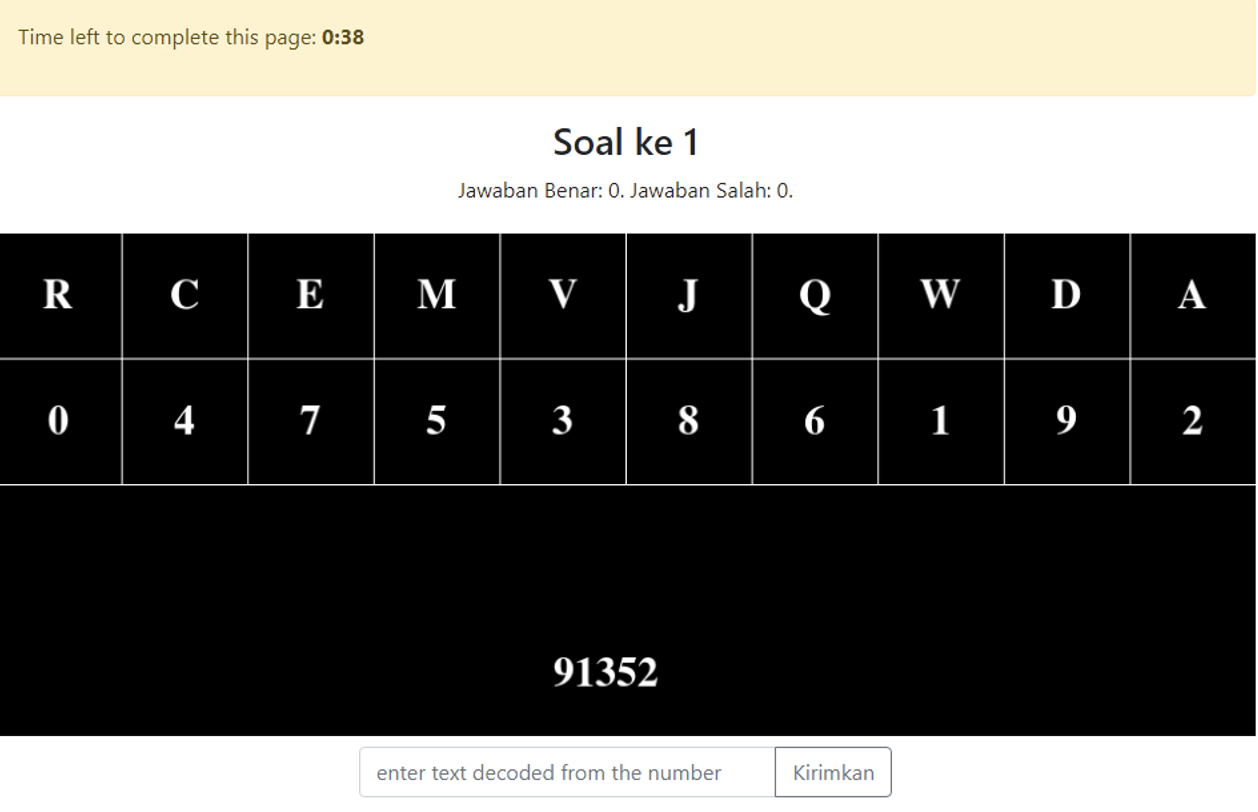 Time left to complete this page: 0:38
Soal ke 1
Jawaban Benar: 0. Jawaban Salah: 0.
R C E M V J Q W D A
0 4 7 5 3 8 6 1 9 2
91352
enter text decoded from the number Kirimkan